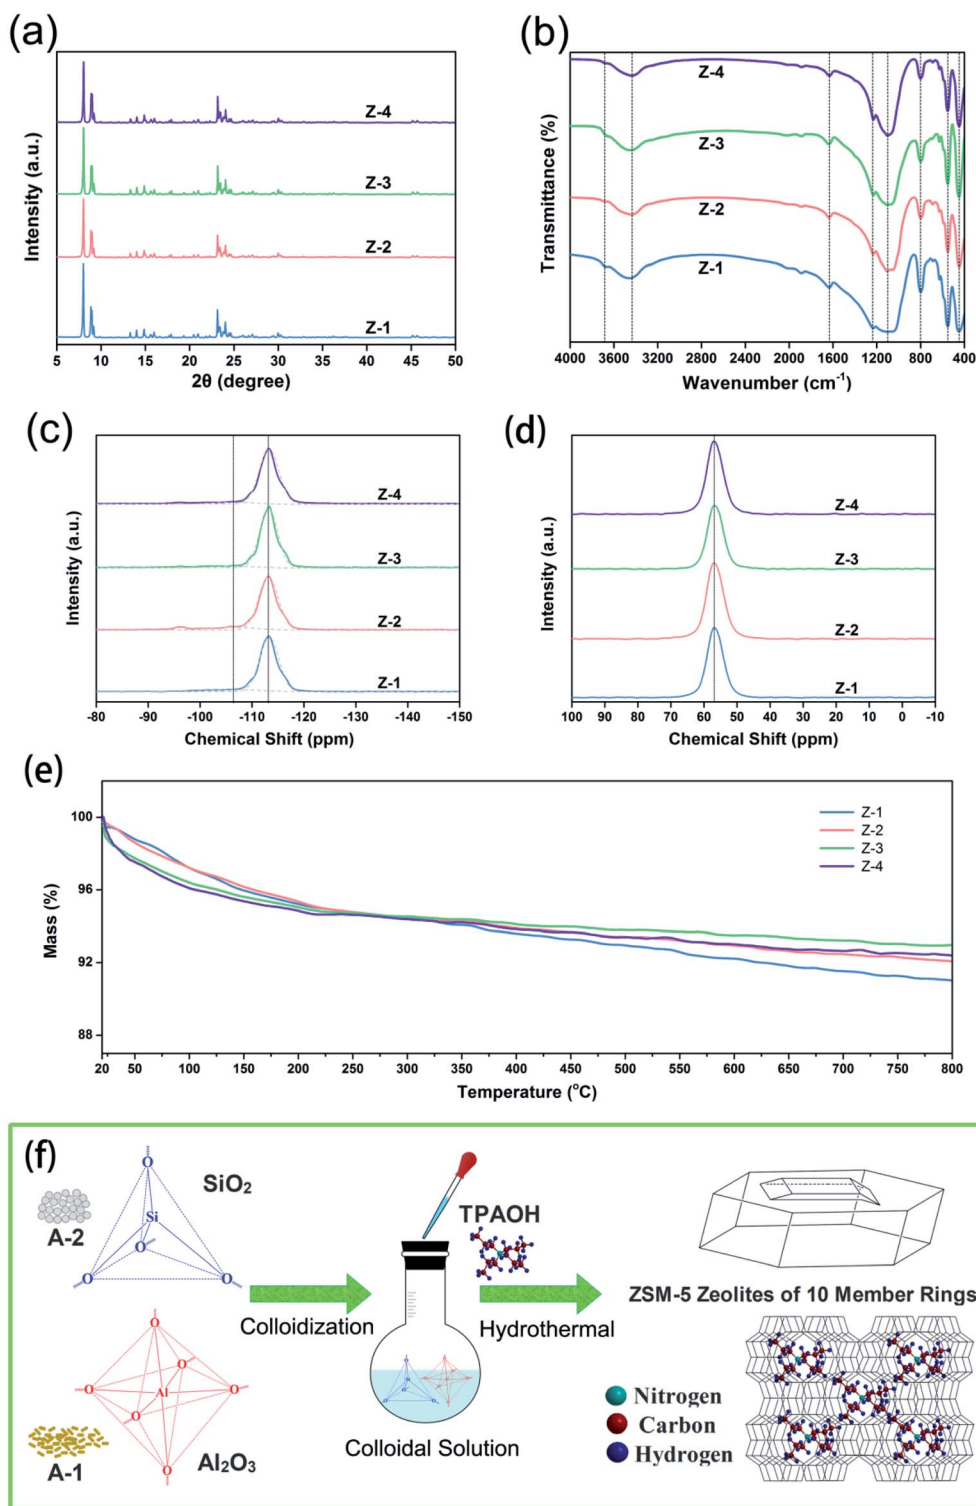 (a)
Intensity (a.u.)
Z-4
Z-3
Z-2
Z-1
5 10 15 20 25 30 35 40 45 50
2θ (degree)
(b)
Transmittance (%)
Z-4
Z-3
Z-2
Z-1
4000 3600 3200 2800 2400 2000 1600 1200 800 400
Wavenumber (cm⁻¹)
(c)
Intensity (a.u.)
Z-4
Z-3
Z-2
Z-1
-80 -90 -100 -110 -120 -130 -140 -150
Chemical Shift (ppm)
(d)
Intensity (a.u.)
Z-4
Z-3
Z-2
Z-1
100 90 80 70 60 50 40 30 20 10 0 -10
Chemical Shift (ppm)
(e)
Mass (%)
100
96
92
88
Z-1
Z-2
Z-3
Z-4
20 50 100 150 200 250 300 350 400 450 500 550 600 650 700 750 800
Temperature (°C)
(f)
SiO₂
A-2
O
Si
O
O
O
TPAOH
Colloidization
Hydrothermal
ZSM-5 Zeolites of 10 Member Rings
O
O
O
Al
O
O
O
A-1
Al₂O₃
Colloidal Solution
Nitrogen
Carbon
Hydrogen